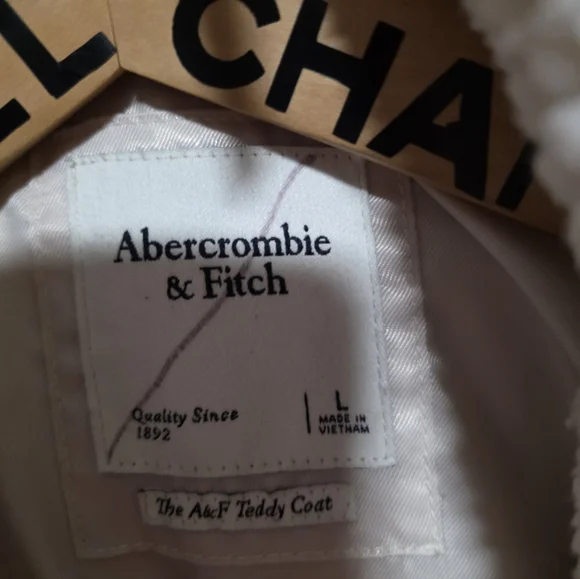 CHA
Abercrombie
& Fitch
Quality Since
1892
L
MADE IN
VIETNAM
The A&F Teddy Coat